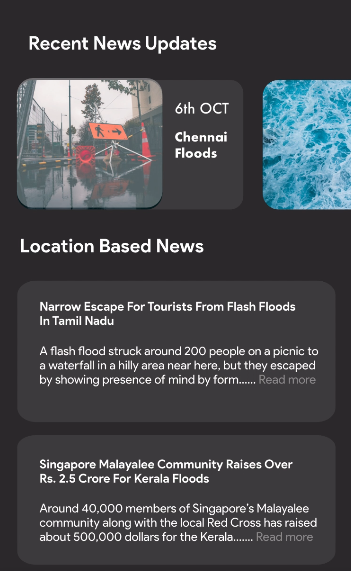 Recent News Updates
6th OCT
Chennai
Floods
Location Based News
Narrow Escape For Tourists From Flash Floods
In Tamil Nadu
A flash flood struck around 200 people on a picnic to
a waterfall in a hilly area near here, but they escaped
by showing presence of mind by form...... Read more
Singapore Malayalee Community Raises Over
Rs. 2.5 Crore For Kerala Floods
Around 40,000 members of Singapore's Malayalee
community along with the local Red Cross has raised
about 500,000 dollars for the Kerala....... Read more